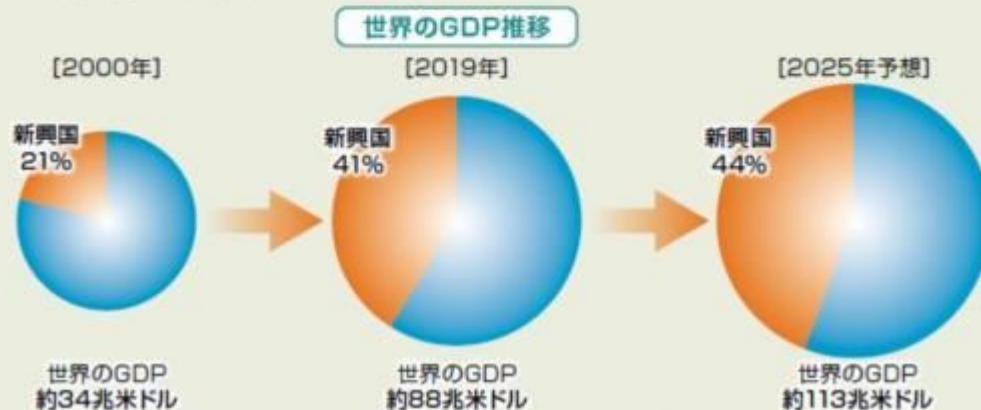 世界のGDP推移
[2000年]
新興国
21%
世界のGDP
約34兆米ドル
[2019年]
新興国
41%
世界のGDP
約88兆米ドル
[2025年予想]
新興国
44%
世界のGDP
約113兆米ドル